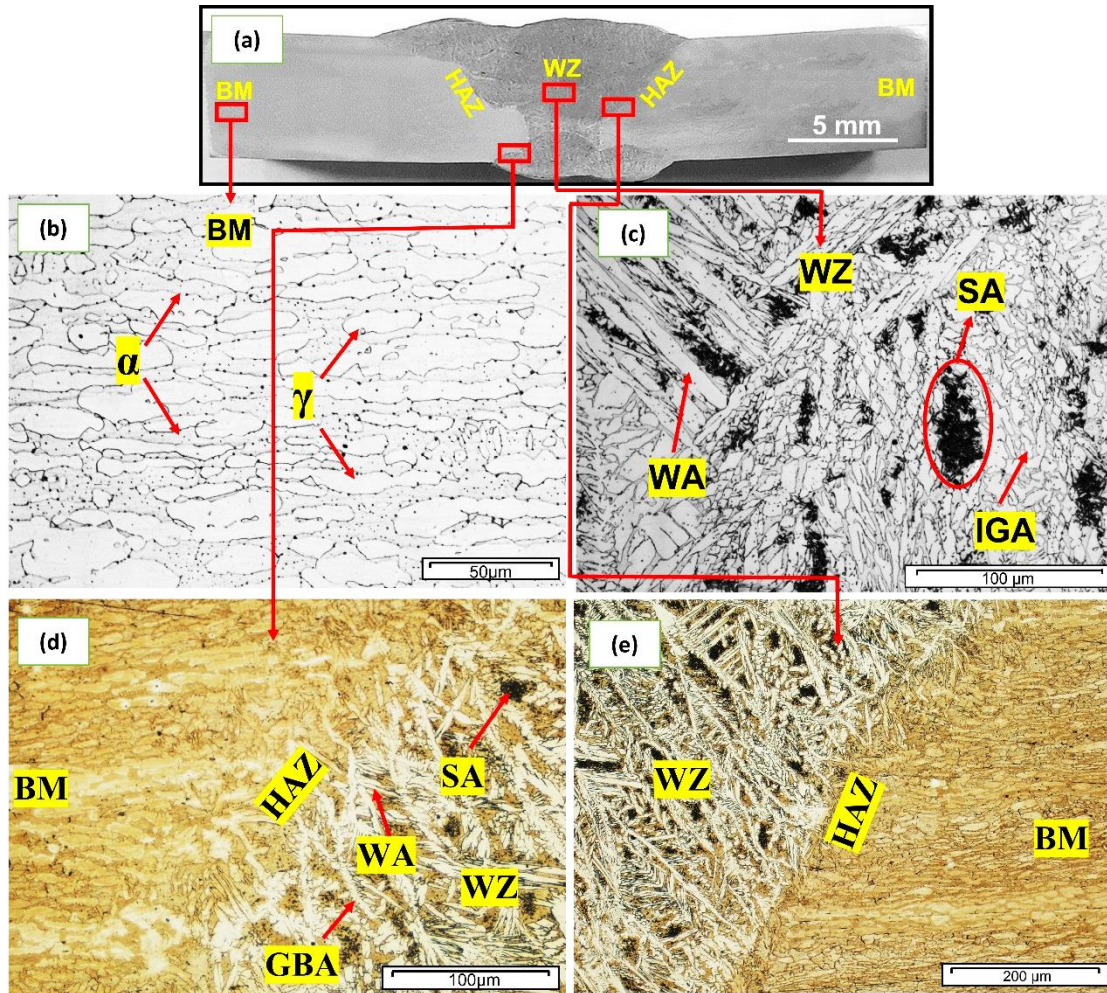 (a)
WZ
BM
HAZ
HAZ
BM
5 mm
(b)
BM
α
γ
50μm
(c)
WZ
SA
WA
IGA
100 μm
(d)
BM
HAZ
SA
WA
WZ
GBA
100μm
(e)
WZ
HAZ
BM
200 μm